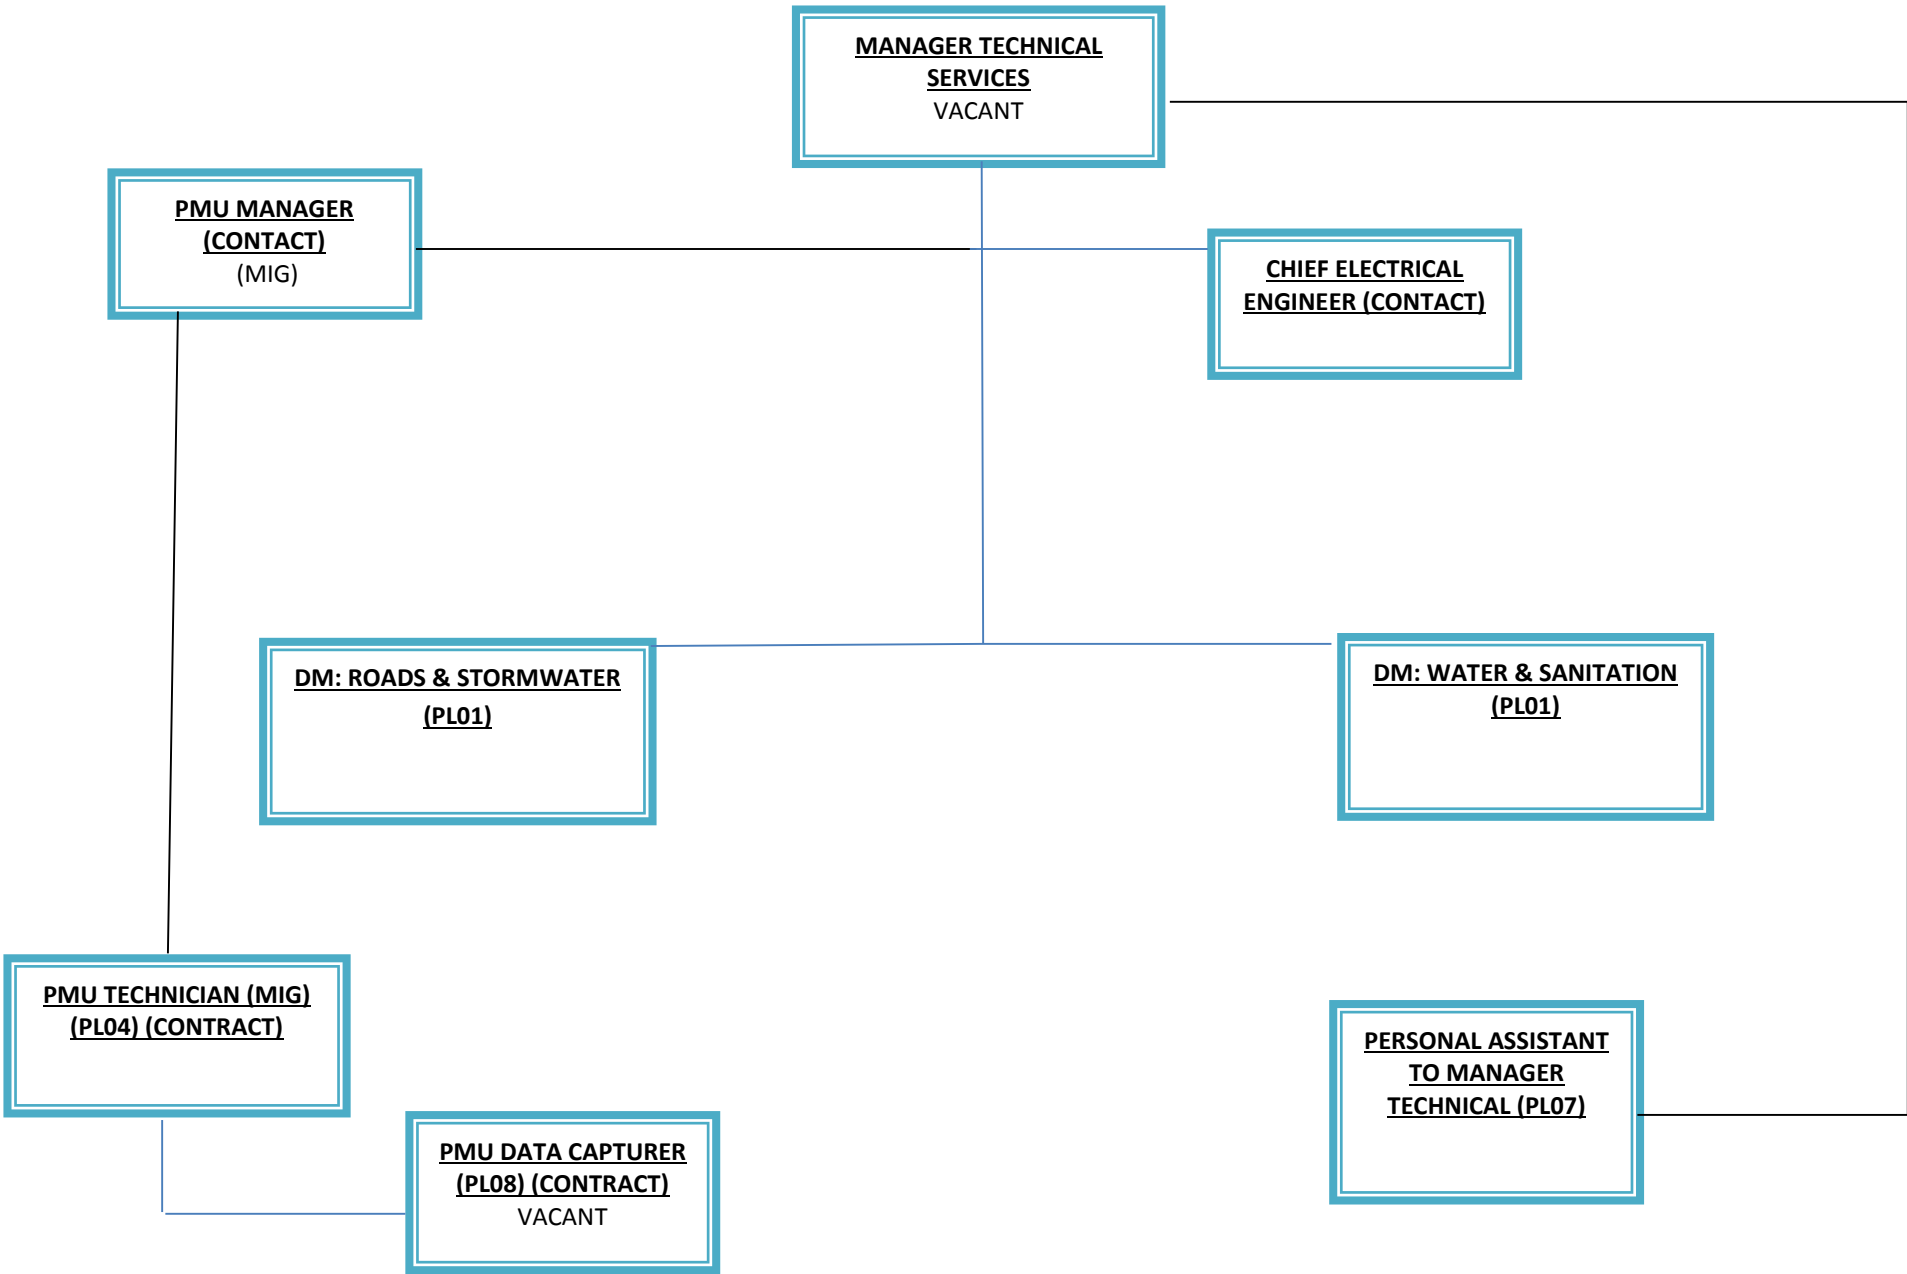 MANAGER TECHNICAL
SERVICES
VACANT
PMU MANAGER
(CONTACT)
(MIG)
CHIEF ELECTRICAL
ENGINEER (CONTACT)
DM: ROADS & STORMWATER
(PL01)
DM: WATER & SANITATION
(PL01)
PMU TECHNICIAN (MIG)
(PL04) (CONTRACT)
PERSONAL ASSISTANT
TO MANAGER
TECHNICAL (PL07)
PMU DATA CAPTURER
(PL08) (CONTRACT)
VACANT